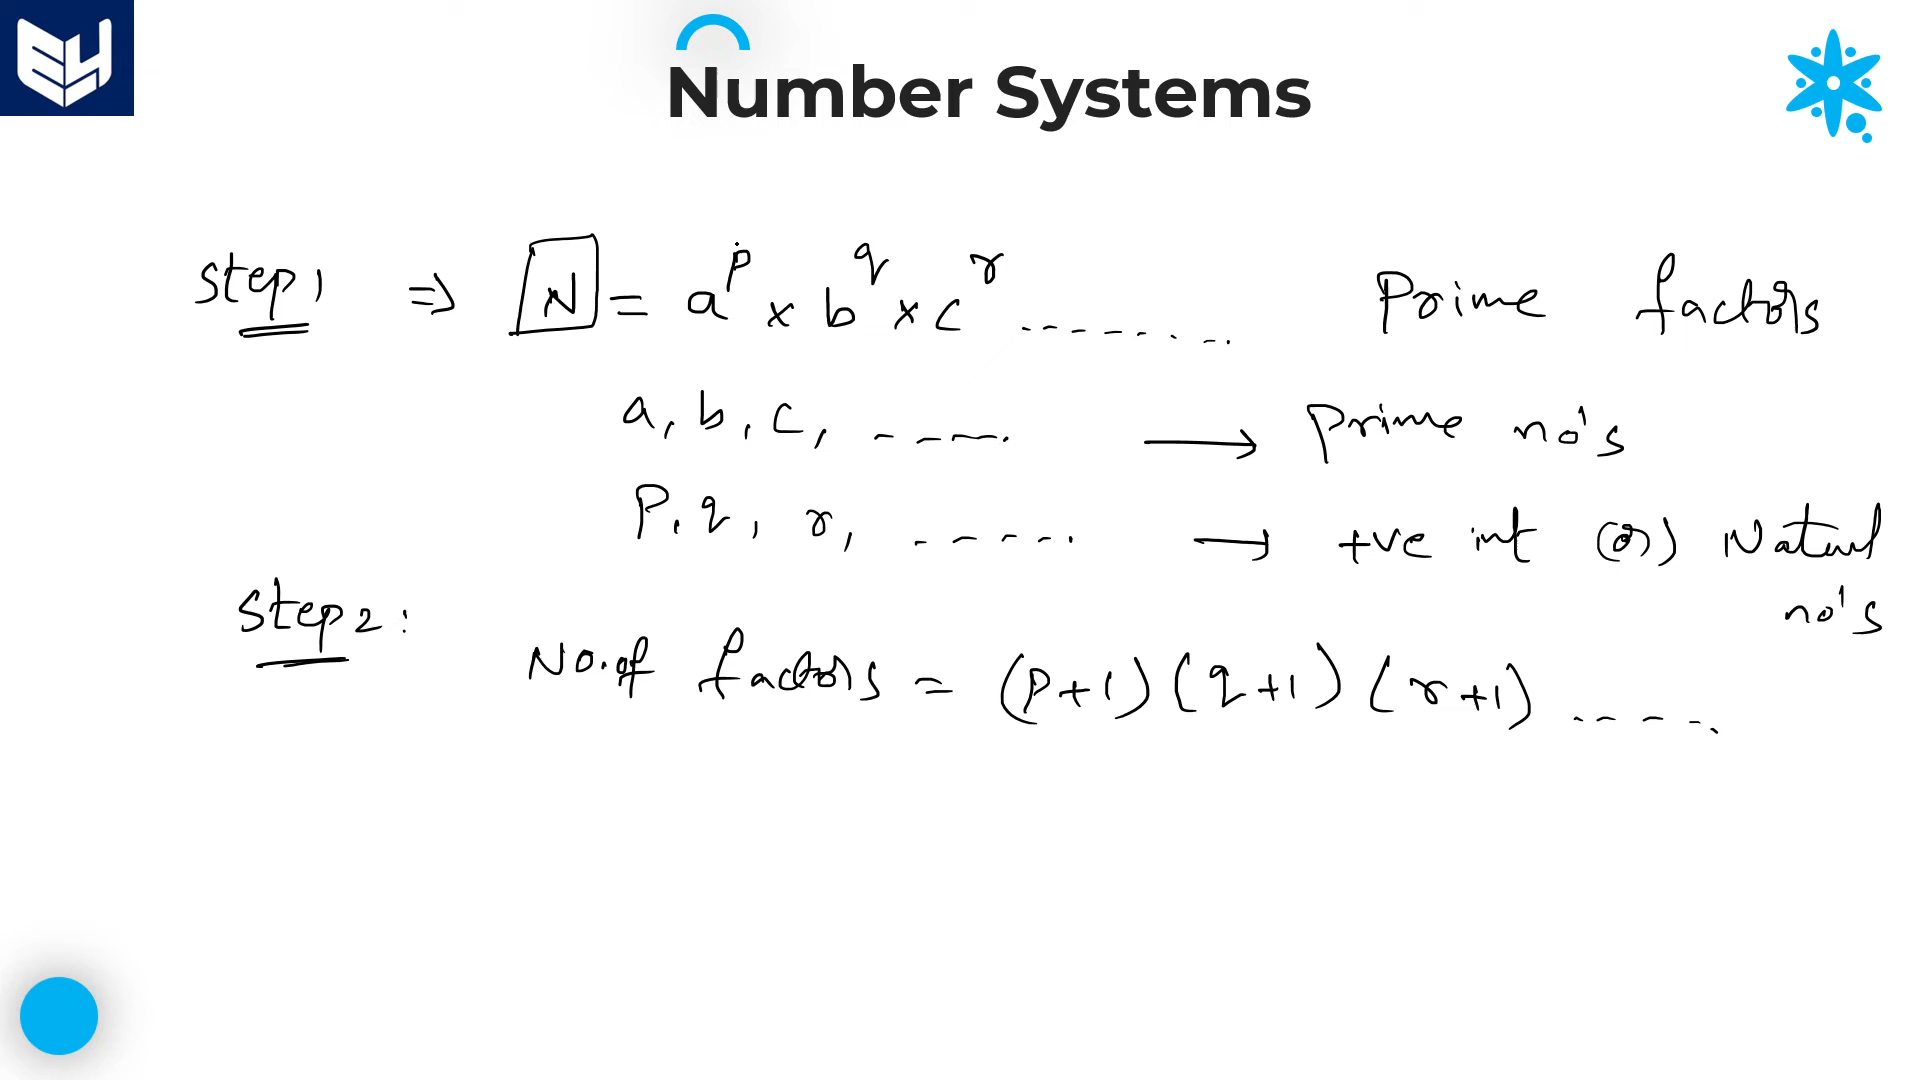 Number Systems
Step 1 ⇒ N = a^p × b^q × c^r ........ Prime factors
a, b, c, ----- → Prime no's
P, q, r, ------ → +ve int (or) Natural no's
Step 2:
No. of factors = (P+1) (q+1) (r+1) -----